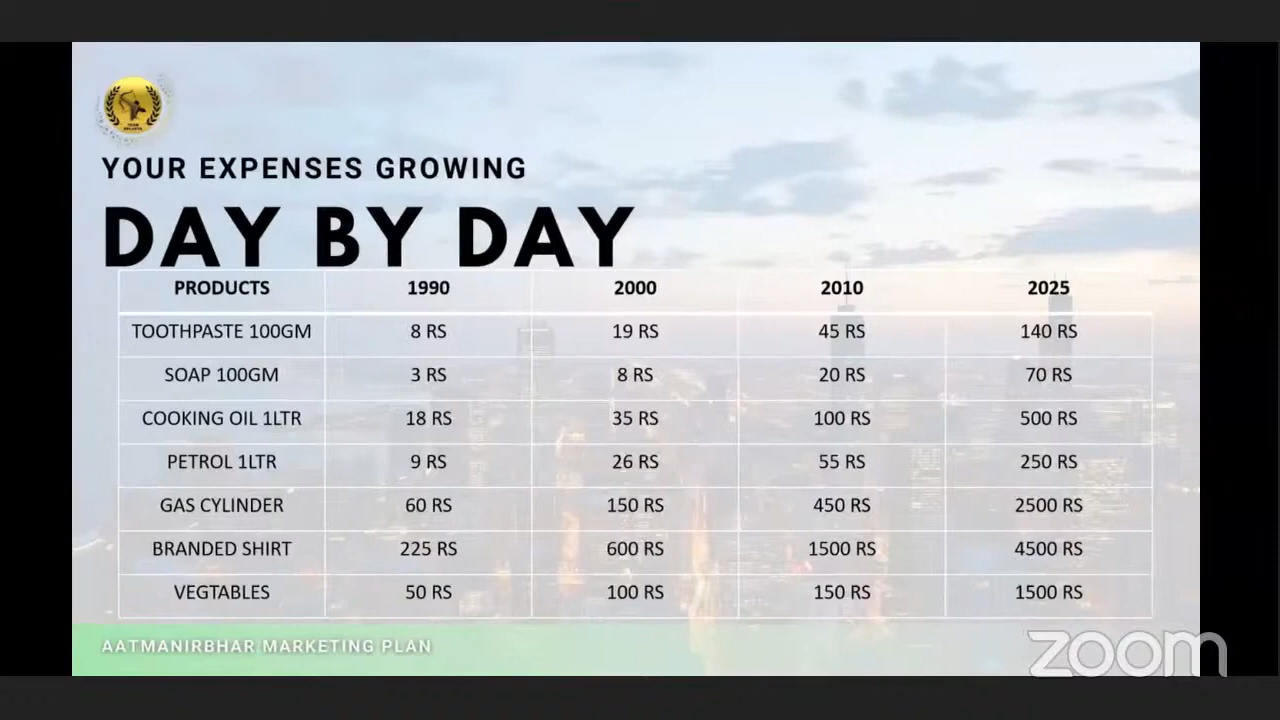 YOUR EXPENSES GROWING
DAY BY DAY
PRODUCTS 1990 2000 2010 2025
TOOTHPASTE 100GM 8 RS 19 RS 45 RS 140 RS
SOAP 100GM 3 RS 8 RS 20 RS 70 RS
COOKING OIL 1LTR 18 RS 35 RS 100 RS 500 RS
PETROL 1LTR 9 RS 26 RS 55 RS 250 RS
GAS CYLINDER 60 RS 150 RS 450 RS 2500 RS
BRANDED SHIRT 225 RS 600 RS 1500 RS 4500 RS
VEGTABLES 50 RS 100 RS 150 RS 1500 RS
AATMANIRBHAR MARKETING PLAN
zoom